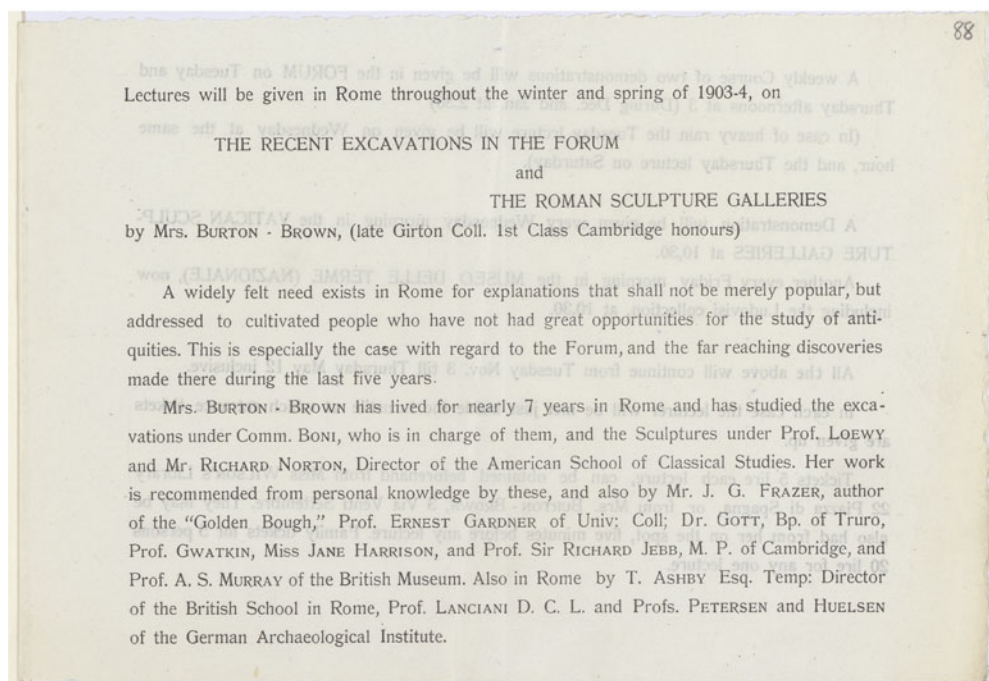 88
Lectures will be given in Rome throughout the winter and spring of 1903-4, on
THE RECENT EXCAVATIONS IN THE FORUM
and
THE ROMAN SCULPTURE GALLERIES
by Mrs. BURTON - BROWN, (late Girton Coll. 1st Class Cambridge honours)
A widely felt need exists in Rome for explanations that shall not be merely popular, but
addressed to cultivated people who have not had great opportunities for the study of anti-
quities. This is especially the case with regard to the Forum, and the far reaching discoveries
made there during the last five years.
Mrs. BURTON - BROWN has lived for nearly 7 years in Rome and has studied the exca-
vations under Comm. BONI, who is in charge of them, and the Sculptures under Prof. LOEWY
and Mr. RICHARD NORTON, Director of the American School of Classical Studies. Her work
is recommended from personal knowledge by these, and also by Mr. J. G. FRAZER, author
of the “Golden Bough,” Prof. ERNEST GARDNER of Univ: Coll; Dr. GOTT, Bp. of Truro,
Prof. GWATKIN, Miss JANE HARRISON, and Prof. Sir RICHARD JEBB, M. P. of Cambridge, and
Prof. A. S. MURRAY of the British Museum. Also in Rome by T. ASHBY Esq. Temp: Director
of the British School in Rome, Prof. LANCIANI D. C. L. and Profs. PETERSEN and HUELSEN
of the German Archaeological Institute.